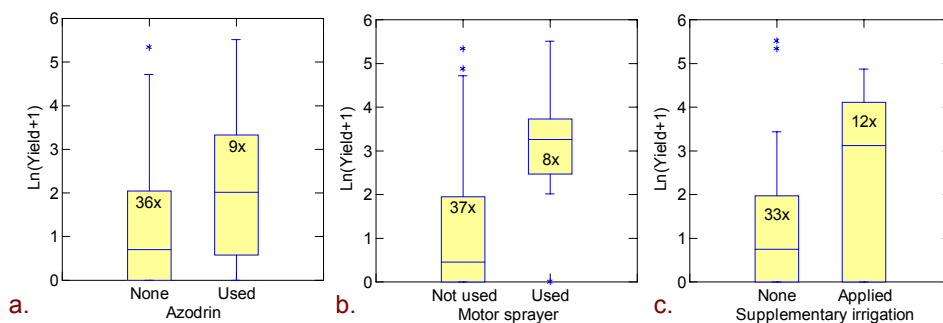 Ln(Yield+1)
6
5
4
3
2
1
0
36x
9x
None Used
Azodrin
a.
Ln(Yield+1)
6
5
4
3
2
1
0
37x
8x
Not used Used
Motor sprayer
b.
Ln(Yield+1)
6
5
4
3
2
1
0
33x
12x
None Applied
Supplementary irrigation
c.